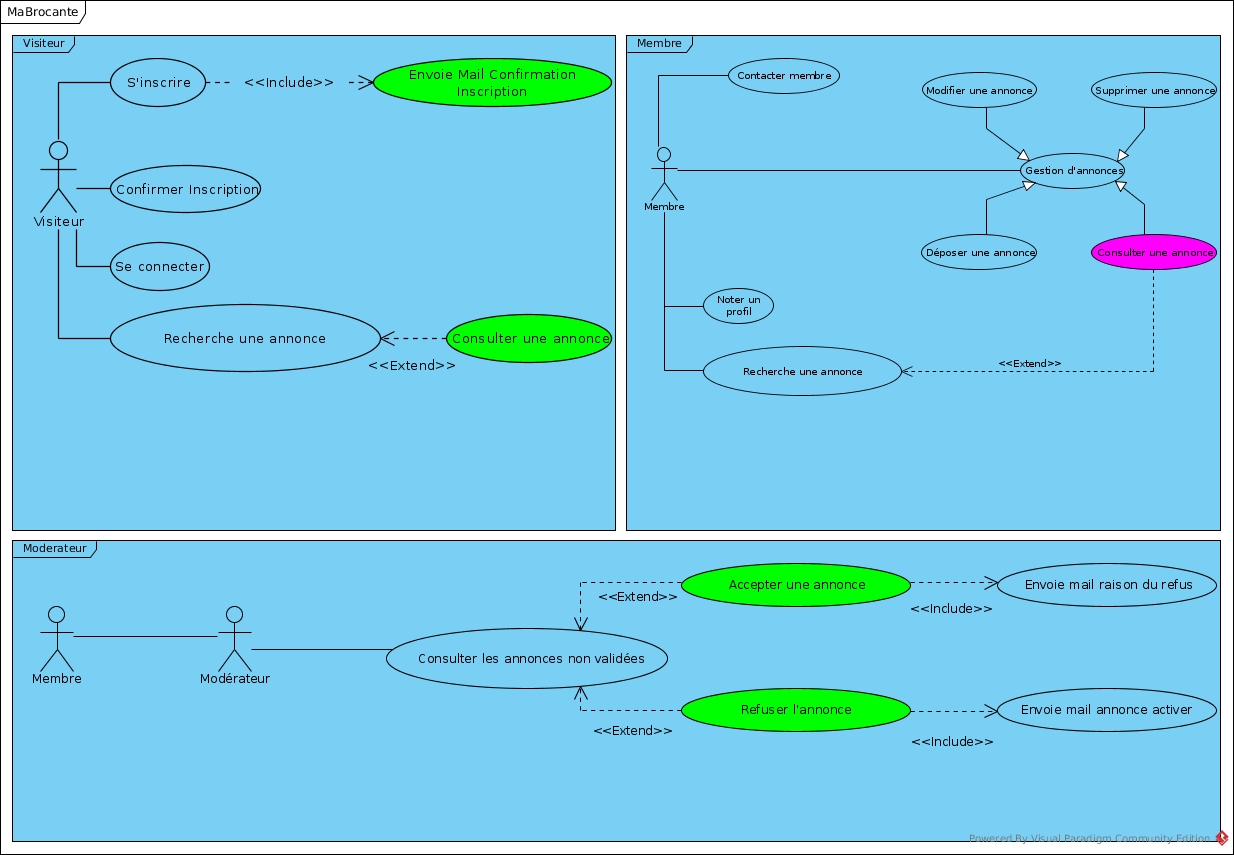 MaBrocante
Visiteur
S'inscrire
<<Include>>
Envoie Mail Confirmation
Inscription
Visiteur
Confirmer Inscription
Se connecter
Recherche une annonce
Consulter une annonce
<<Extend>>
Membre
Contacter membre
Modifier une annonce
Supprimer une annonce
Membre
Gestion d'annonces
Déposer une annonce
Consulter une annonce
Noter un
profil
Recherche une annonce
<<Extend>>
Moderateur
Membre
Modérateur
Consulter les annonces non validées
<<Extend>>
Accepter une annonce
<<Include>>
Envoie mail raison du refus
<<Extend>>
Refuser l'annonce
<<Include>>
Envoie mail annonce activer
Powered By Visual Paradigm Community Edition